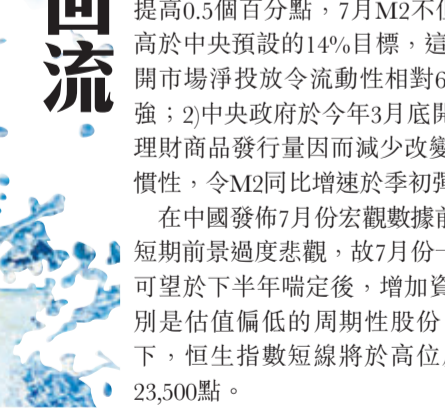 回流
提高0.5個百分點，7月M2不僅
高於中央預設的14%目標，這
開市場淨投放令流動性相對6
強；2)中央政府於今年3月底開
理財商品發行量因而減少改變
慣性，令M2同比增速於季初彈
在中國發佈7月份宏觀數據前
短期前景過度悲觀，故7月份一
可望於下半年喘定後，增加資
別是估值偏低的周期性股份
下，恒生指數短線將於高位
23,500點。